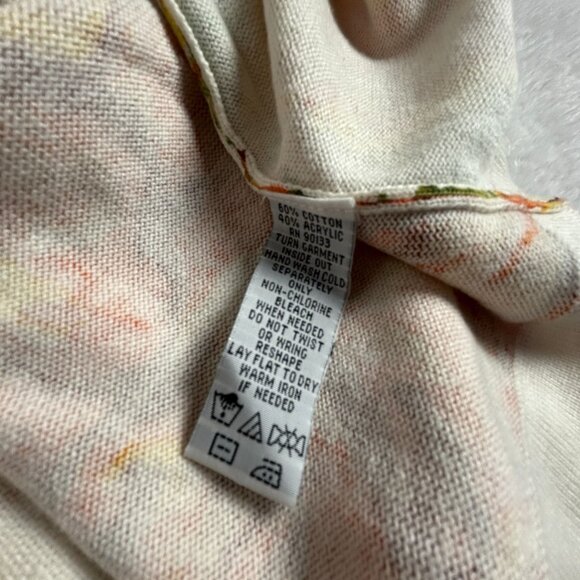 60% COTTON
40% ACRYLIC
RN 90133
TURN GARMENT
INSIDE OUT
HAND WASH COLD
SEPARATELY
ONLY
NON-CHLORINE
BLEACH
WHEN NEEDED
DO NOT TWIST
OR WRING
RESHAPE
LAY FLAT TO DRY
WARM IRON
IF NEEDED